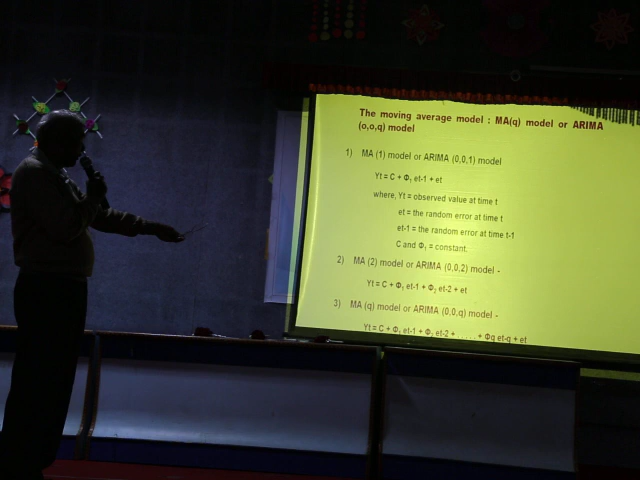 The moving average model : MA(q) model or ARIMA
(o,o,q) model
1) MA (1) model or ARIMA (0,0,1) model
Yt = C + Φ₁ et-1 + et
where, Yt = observed value at time t
et = the random error at time t
et-1 = the random error at time t-1
C and Φ₁ = constant.
2) MA (2) model or ARIMA (0,0,2) model -
Yt = C + Φ₁ et-1 + Φ₂ et-2 + et
3) MA (q) model or ARIMA (0,0,q) model -
Yt = C + Φ₁ et-1 + Φ₂ et-2 + ...... + Φq et-q + et